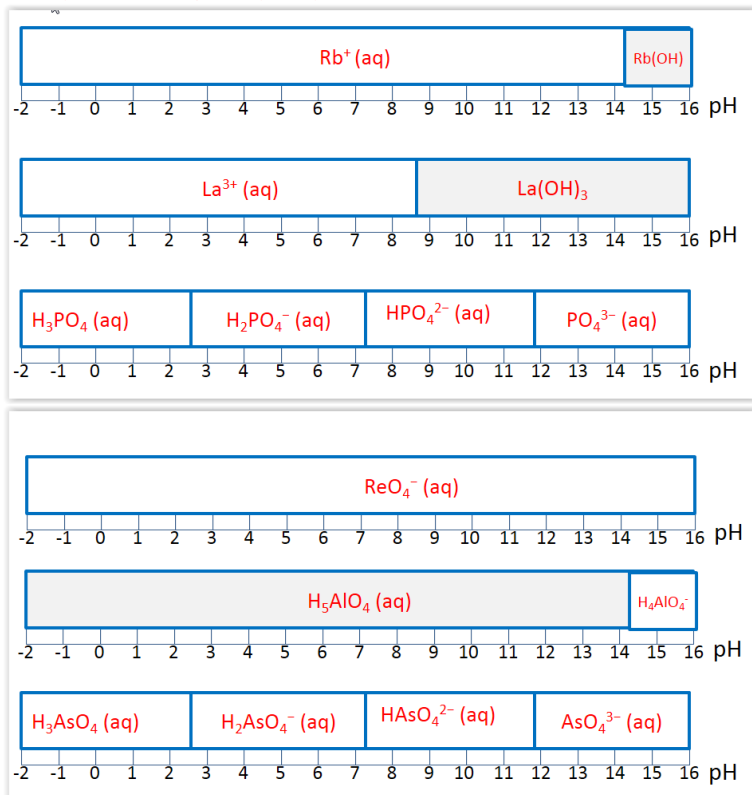 Rb⁺ (aq) Rb(OH)
-2 -1 0 1 2 3 4 5 6 7 8 9 10 11 12 13 14 15 16 pH
La³⁺ (aq) La(OH)₃
-2 -1 0 1 2 3 4 5 6 7 8 9 10 11 12 13 14 15 16 pH
H₃PO₄ (aq) H₂PO₄⁻ (aq) HPO₄²⁻ (aq) PO₄³⁻ (aq)
-2 -1 0 1 2 3 4 5 6 7 8 9 10 11 12 13 14 15 16 pH
ReO₄⁻ (aq)
-2 -1 0 1 2 3 4 5 6 7 8 9 10 11 12 13 14 15 16 pH
H₅AlO₄ (aq) H₄AlO₄⁻
-2 -1 0 1 2 3 4 5 6 7 8 9 10 11 12 13 14 15 16 pH
H₃AsO₄ (aq) H₂AsO₄⁻ (aq) HAsO₄²⁻ (aq) AsO₄³⁻ (aq)
-2 -1 0 1 2 3 4 5 6 7 8 9 10 11 12 13 14 15 16 pH